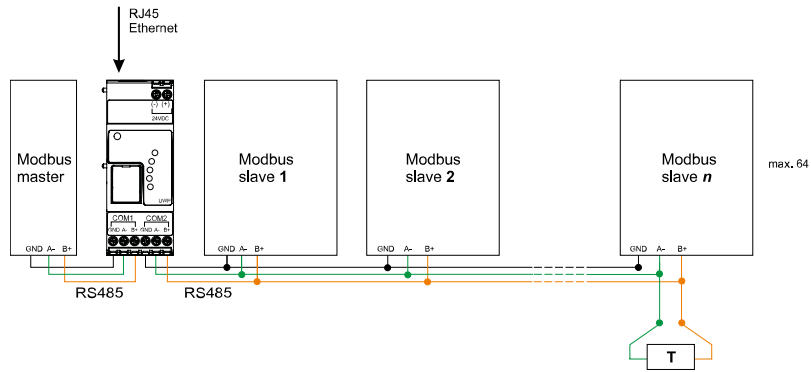 RJ45
Ethernet
(-) (+)
24VDC
Modbus
master
Modbus
slave 1
Modbus
slave 2
Modbus
slave n
max. 64
COM1 COM2
GND A- B+ GND A- B+
GND A- B+
GND A- B+
GND A- B+
GND A- B+
RS485
RS485
T